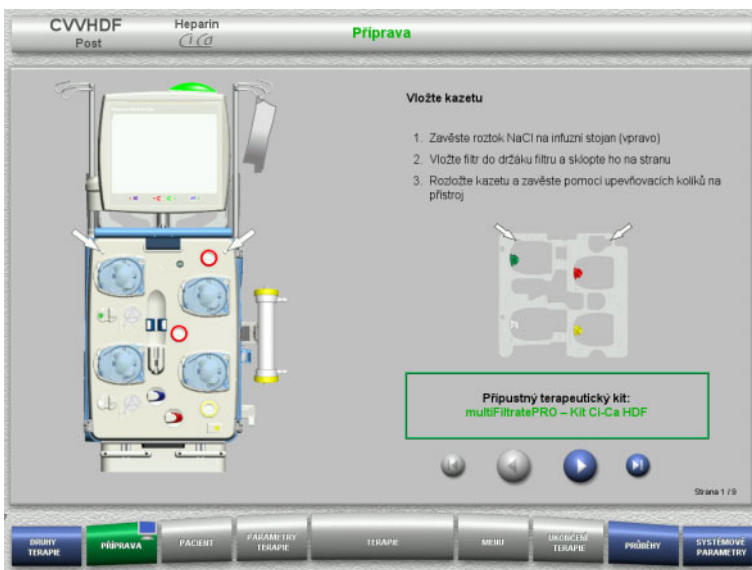 CVVHDF
Post
Heparin
Ci Ca
Příprava
Vložte kazetu
1. Zavěste roztok NaCl na infuzní stojan (vpravo)
2. Vložte filtr do držáku filtru a sklopte ho na stranu
3. Rozložte kazetu a zavěste pomocí upevňovacích kolíků na
přístroj
Přípustný terapeutický kit:
multiFiltratePRO – Kit Ci-Ca HDF
Strana 1 / 9
DRUHY
TERAPIE
PŘÍPRAVA
PACIENT
PARAMETRY
TERAPIE
TERAPIE
MENU
UKONČENÍ
TERAPIE
PRŮBĚHY
SYSTÉMOVÉ
PARAMETRY